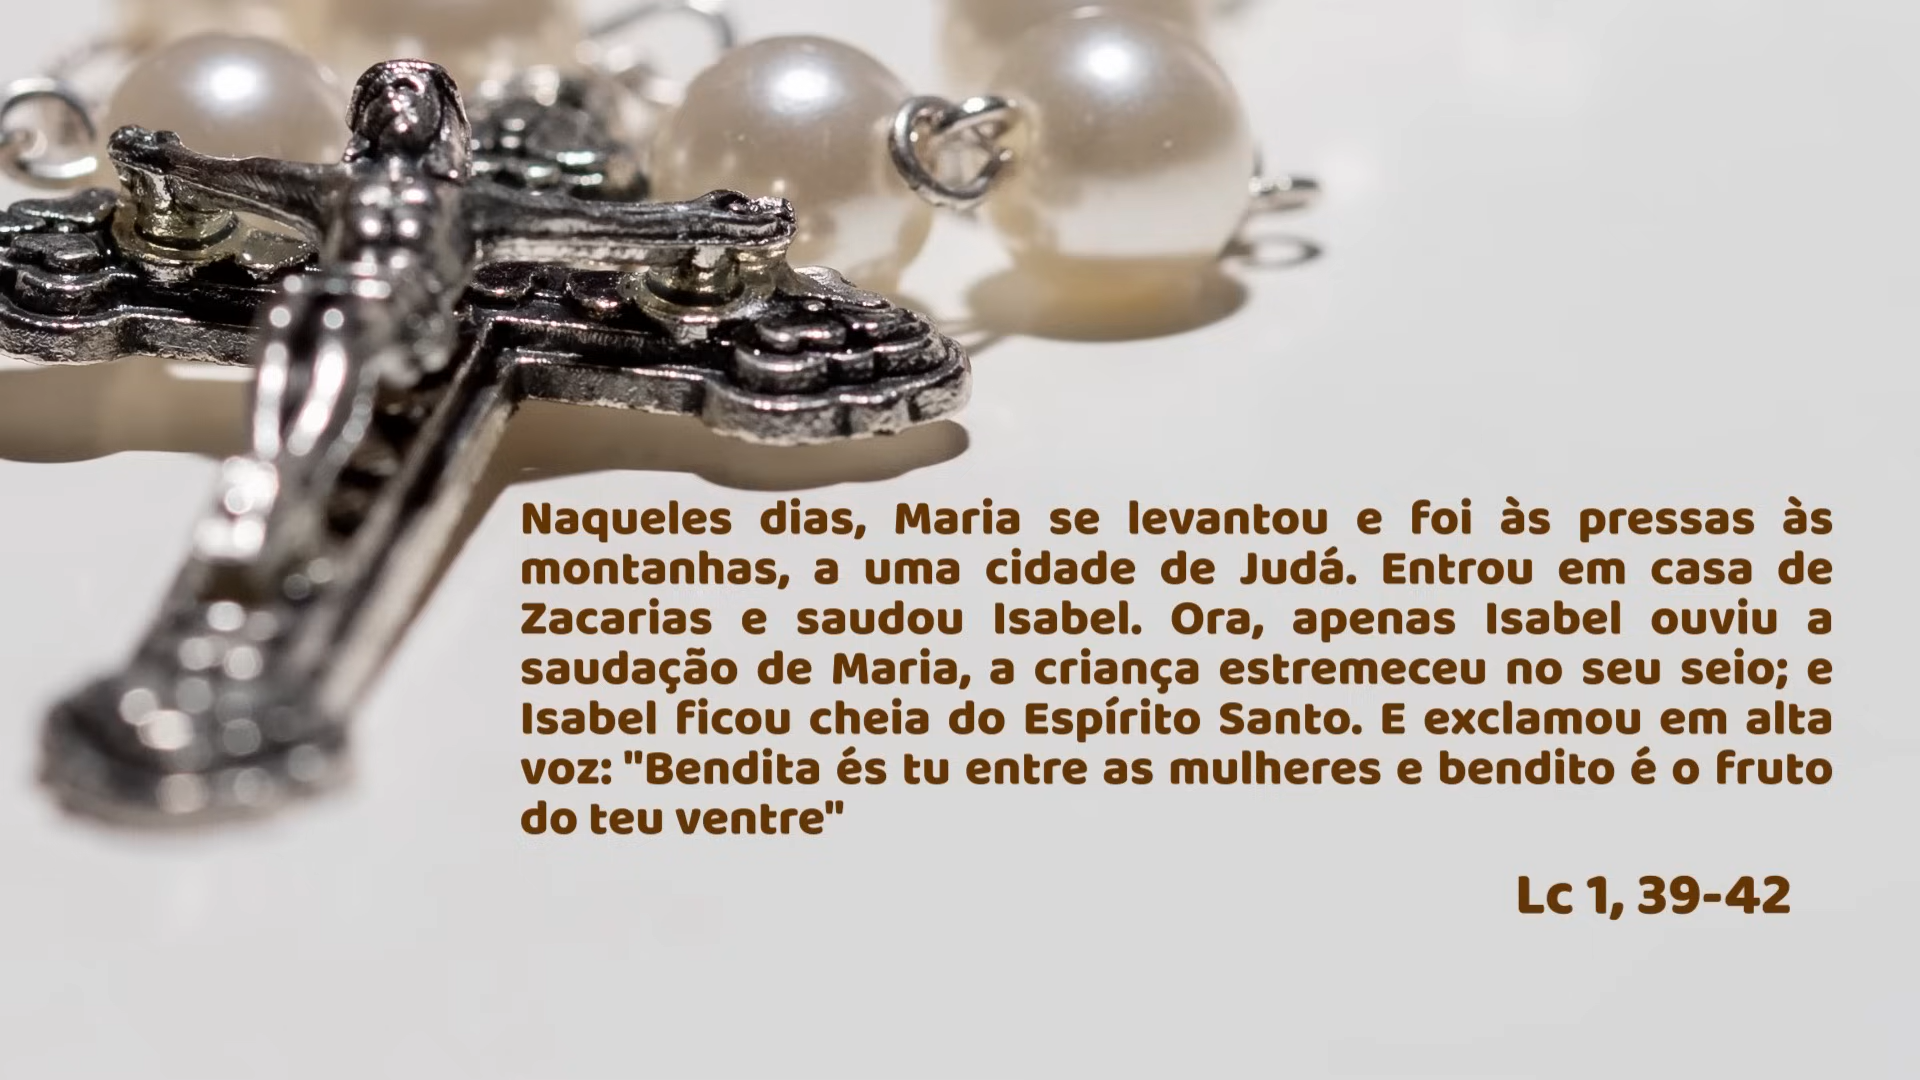 Naqueles dias, Maria se levantou e foi às pressas às
montanhas, a uma cidade de Judá. Entrou em casa de
Zacarias e saudou Isabel. Ora, apenas Isabel ouviu a
saudação de Maria, a criança estremeceu no seu seio; e
Isabel ficou cheia do Espírito Santo. E exclamou em alta
voz: "Bendita és tu entre as mulheres e bendito é o fruto
do teu ventre"
Lc 1, 39-42